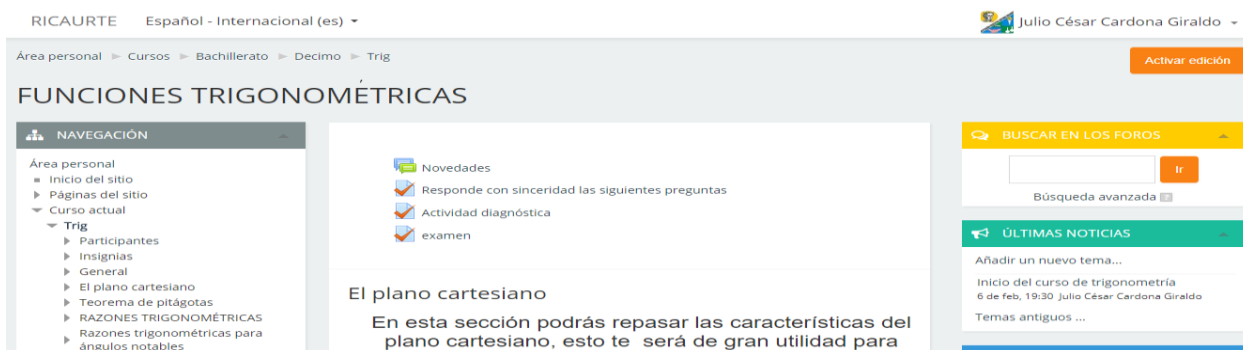 RICAURTE Español - Internacional (es)
Julio César Cardona Giraldo
Área personal Cursos Bachillerato Decimo Trig
Activar edición
FUNCIONES TRIGONOMÉTRICAS
NAVEGACIÓN
Área personal
Inicio del sitio
Páginas del sitio
Curso actual
Trig
Participantes
Insignias
General
El plano cartesiano
Teorema de pitágotas
RAZONES TRIGONOMÉTRICAS
Razones trigonométricas para
ángulos notables
Novedades
Responde con sinceridad las siguientes preguntas
Actividad diagnóstica
examen
El plano cartesiano
En esta sección podrás repasar las características del
plano cartesiano, esto te será de gran utilidad para
BUSCAR EN LOS FOROS
Ir
Búsqueda avanzada
ÚLTIMAS NOTICIAS
Añadir un nuevo tema...
Inicio del curso de trigonometría
6 de feb, 19:30 Julio César Cardona Giraldo
Temas antiguos ...